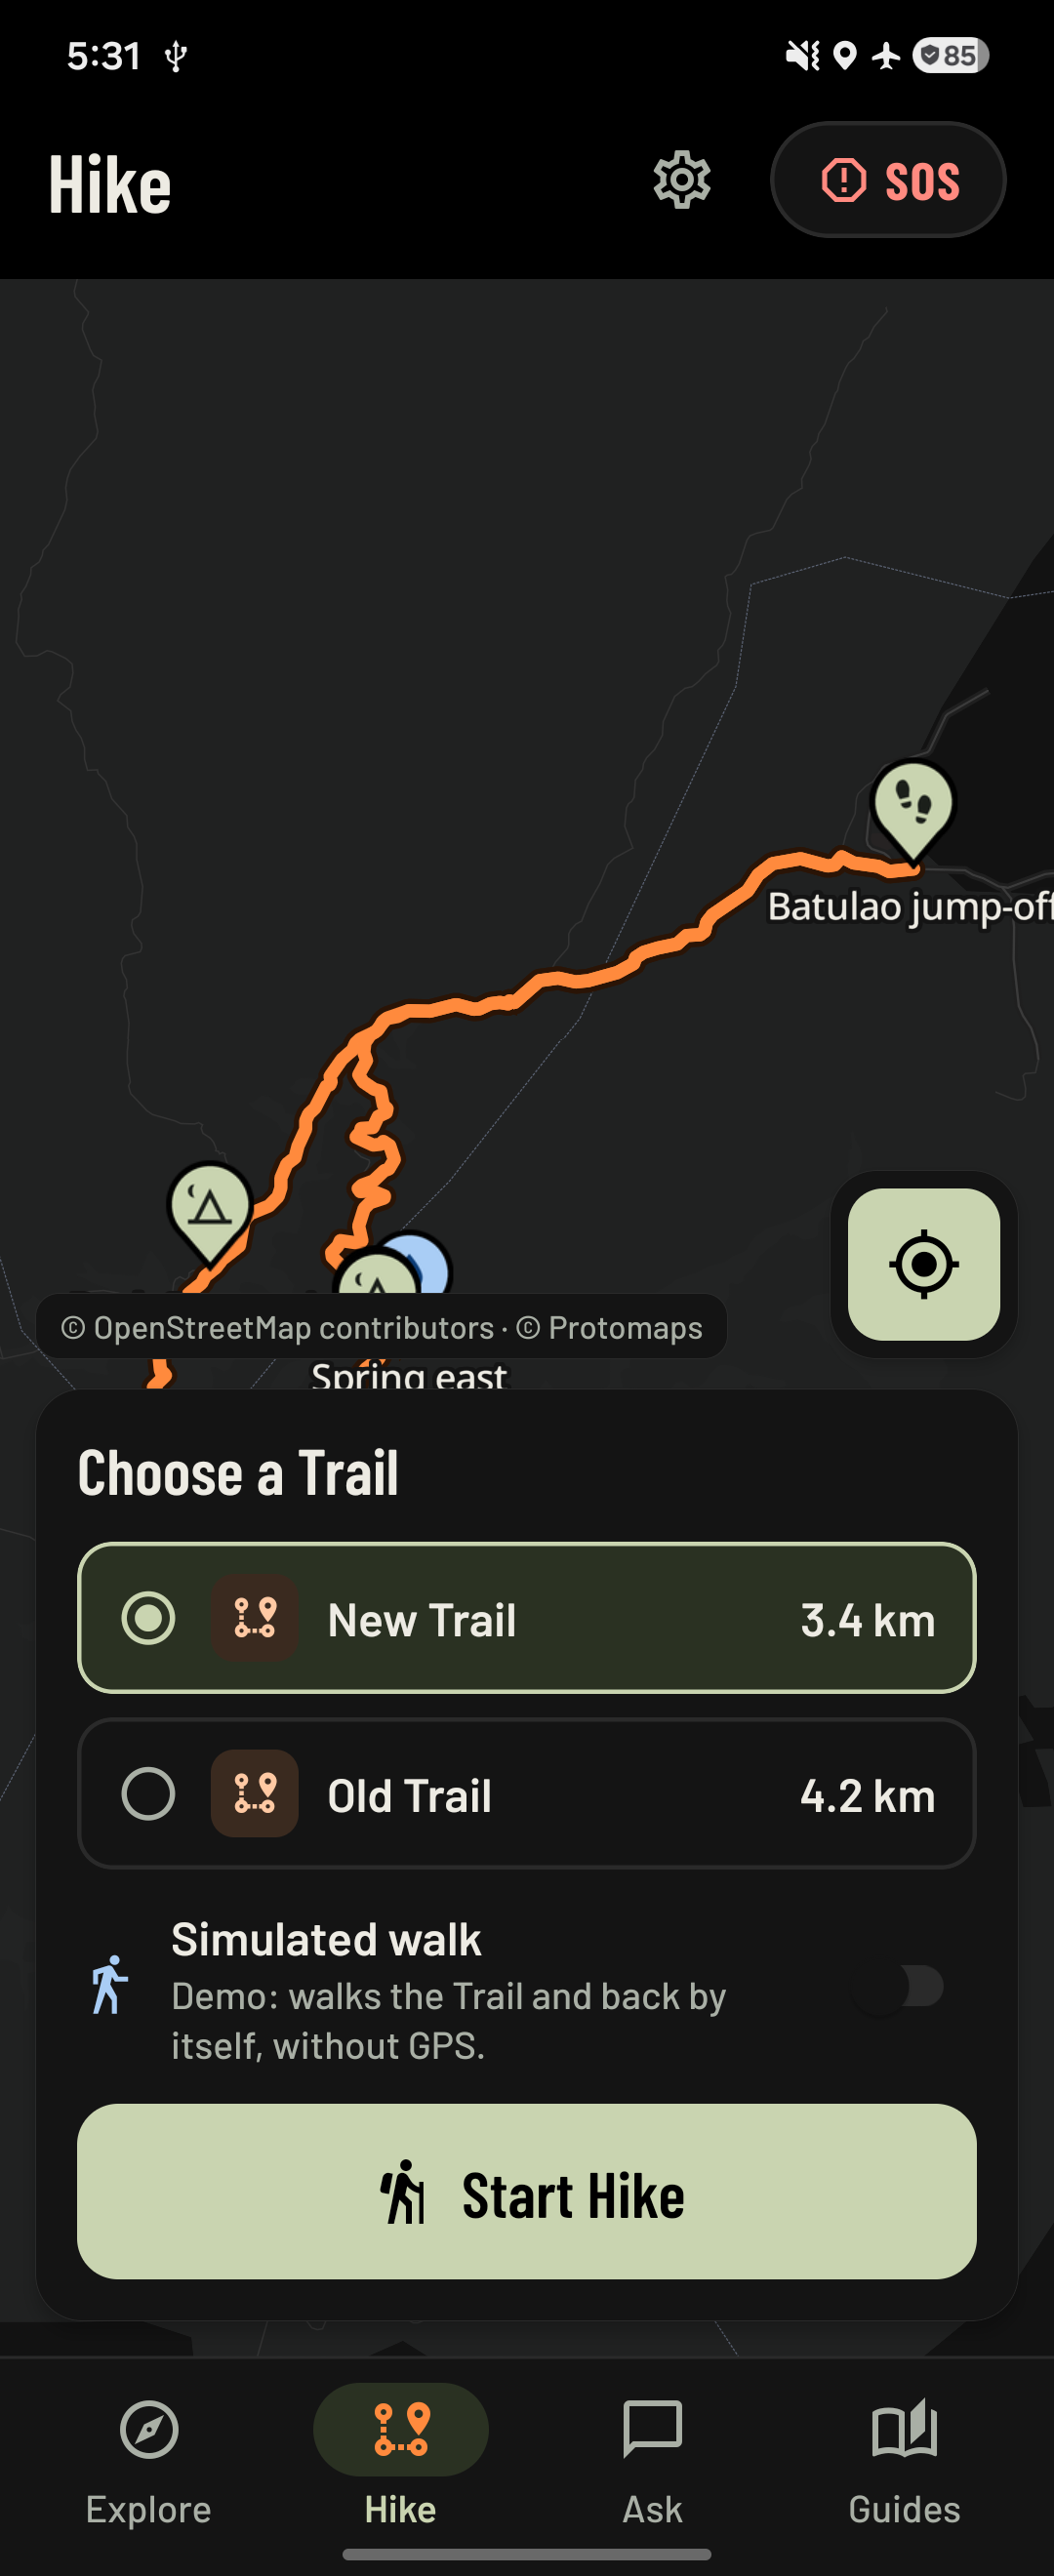 5:31
85
Hike
SOS
Batulao jump-off
© OpenStreetMap contributors · © Protomaps
Spring east
Choose a Trail
New Trail 3.4 km
Old Trail 4.2 km
Simulated walk
Demo: walks the Trail and back by
itself, without GPS.
Start Hike
Explore Hike Ask Guides